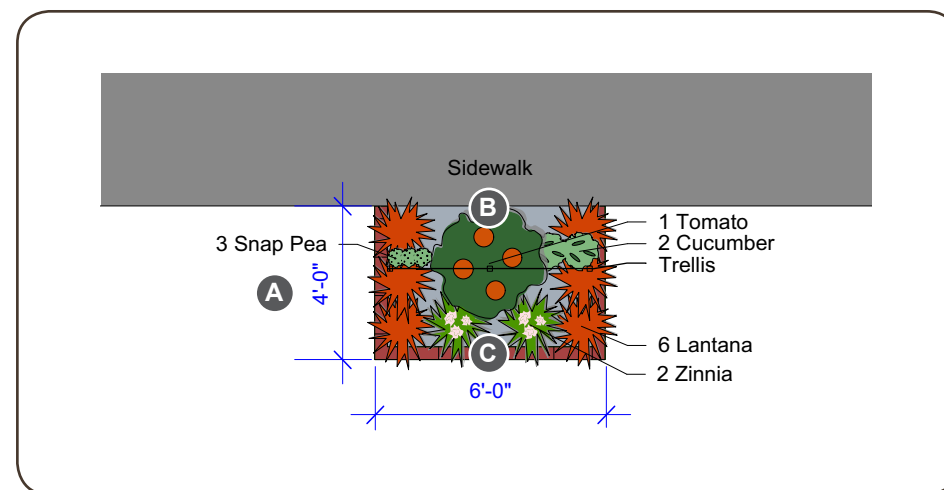 Sidewalk
B
1 Tomato
3 Snap Pea
2 Cucumber
Trellis
A
4'-0"
6 Lantana
C
2 Zinnia
6'-0"